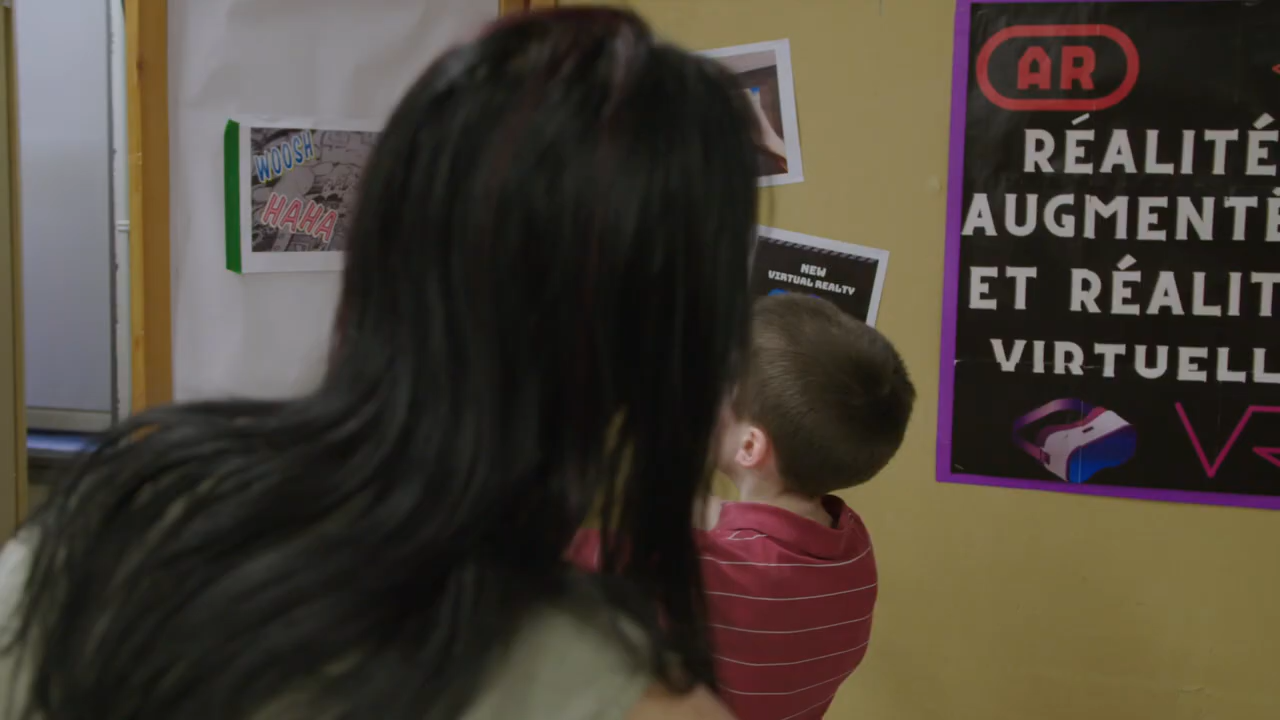 WOOSH
HAHA
NEW
VIRTUAL REALTY
AR
RÉALITÉ
AUGMENTÉ
ET RÉALIT
VIRTUELL
V